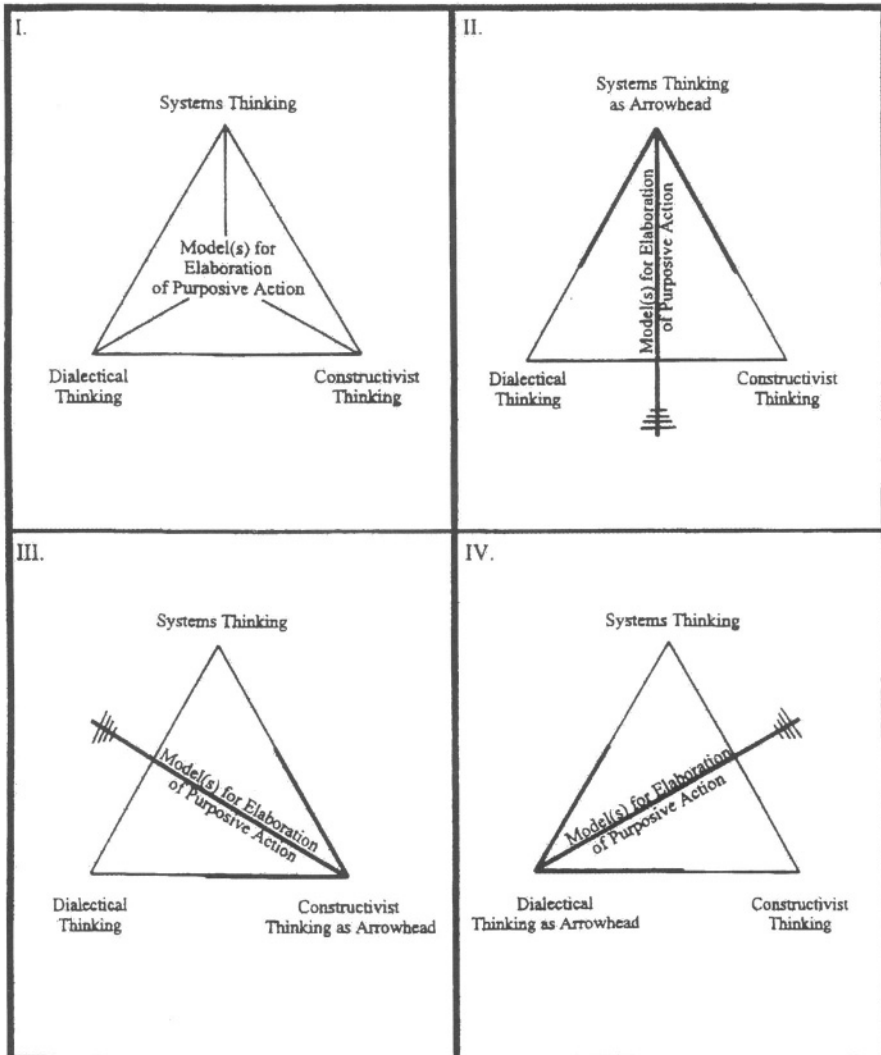 I.
Systems Thinking
Model(s) for
Elaboration
of Purposive Action
Dialectical
Thinking
Constructivist
Thinking
II.
Systems Thinking
as Arrowhead
Model(s) for Elaboration
of Purposive Action
Dialectical
Thinking
Constructivist
Thinking
III.
Systems Thinking
Model(s) for Elaboration
of Purposive Action
Dialectical
Thinking
Constructivist
Thinking as Arrowhead
IV.
Systems Thinking
Model(s) for Elaboration
of Purposive Action
Dialectical
Thinking as Arrowhead
Constructivist
Thinking